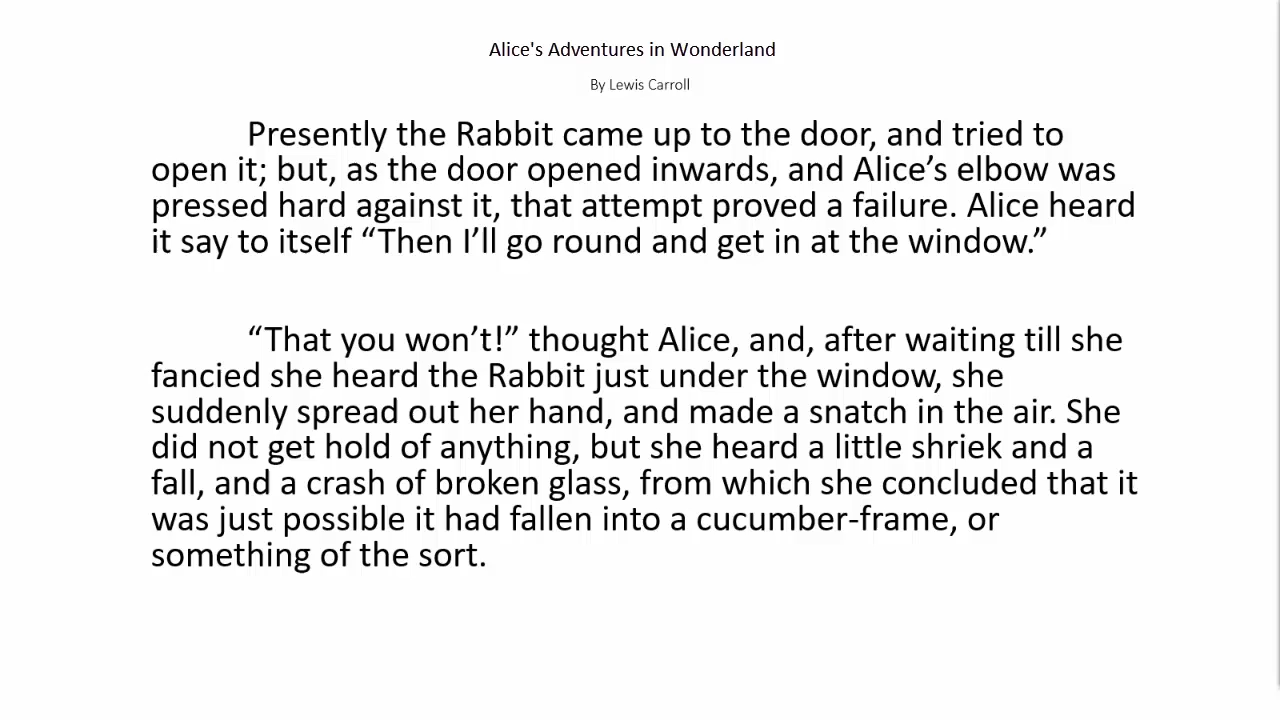 Alice's Adventures in Wonderland
By Lewis Carroll
Presently the Rabbit came up to the door, and tried to
open it; but, as the door opened inwards, and Alice’s elbow was
pressed hard against it, that attempt proved a failure. Alice heard
it say to itself “Then I’ll go round and get in at the window.”
“That you won’t!” thought Alice, and, after waiting till she
fancied she heard the Rabbit just under the window, she
suddenly spread out her hand, and made a snatch in the air. She
did not get hold of anything, but she heard a little shriek and a
fall, and a crash of broken glass, from which she concluded that it
was just possible it had fallen into a cucumber-frame, or
something of the sort.